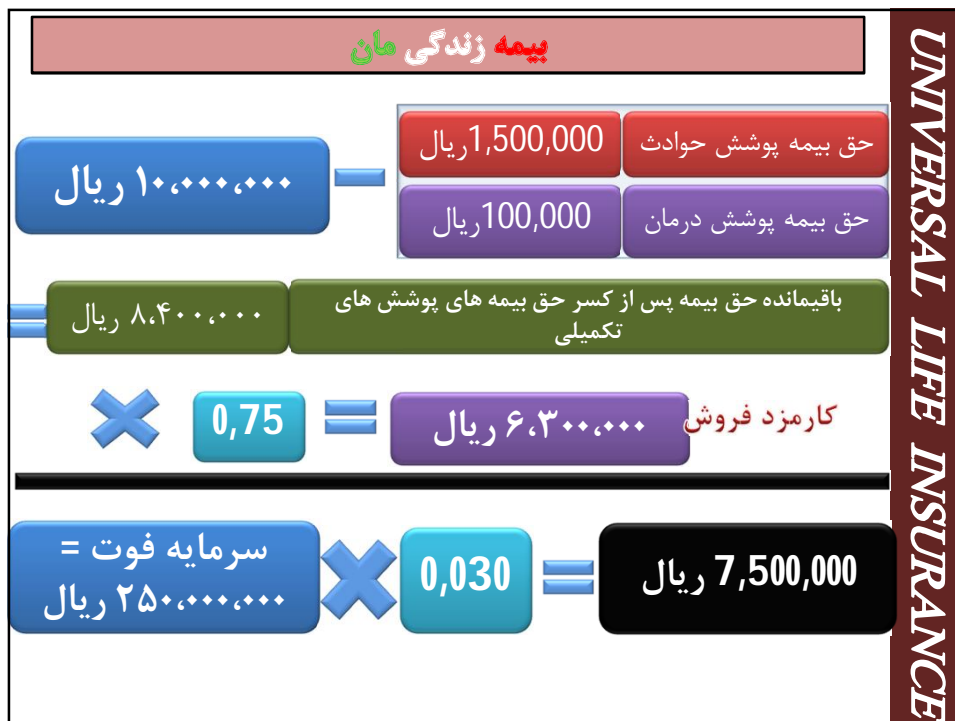 بیمه زندگی مان
۱۰،۰۰۰،۰۰۰ ریال
حق بیمه پوشش حوادث 1,500,000ریال
حق بیمه پوشش درمان 100,000ریال
باقیمانده حق بیمه پس از کسر حق بیمه های پوشش های
تکمیلی
۸،۴۰۰،۰۰۰ ریال
0,75
=
۶،۳۰۰،۰۰۰ ریال
کارمزد فروش
سرمایه فوت =
۲۵۰،۰۰۰،۰۰۰ ریال
0,030
=
7,500,000 ریال
UNIVERSAL LIFE INSURANCE